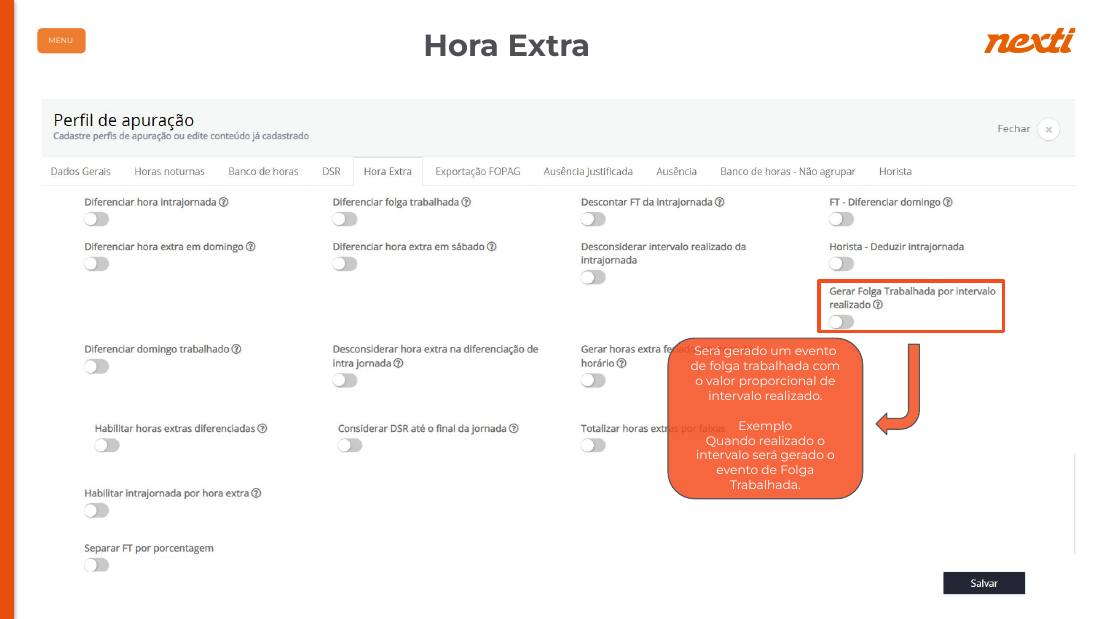 MENU
Hora Extra
nexti
Perfil de apuração
Cadastre perfis de apuração ou edite conteúdo já cadastrado
Fechar
Dados Gerais Horas noturnas Banco de horas DSR Hora Extra Exportação FOPAG Ausência Justificada Ausência Banco de horas - Não agrupar Horista
Diferenciar hora intrajornada
Diferenciar folga trabalhada
Descontar FT da intrajornada
FT - Diferenciar domingo
Diferenciar hora extra em domingo
Diferenciar hora extra em sábado
Desconsiderar intervalo realizado da
intrajornada
Horista - Deduzir intrajornada
Gerar Folga Trabalhada por intervalo
realizado
Diferenciar domingo trabalhado
Desconsiderar hora extra na diferenciação de
intra jornada
Gerar horas extra
horário
Será gerado um evento
de folga trabalhada com
o valor proporcional de
intervalo realizado.
Exemplo
Quando realizado o
intervalo será gerado o
evento de Folga
Trabalhada.
Habilitar horas extras diferenciadas
Considerar DSR até o final da jornada
Totalizar horas extras por faixas
Habilitar intrajornada por hora extra
Separar FT por porcentagem
Salvar